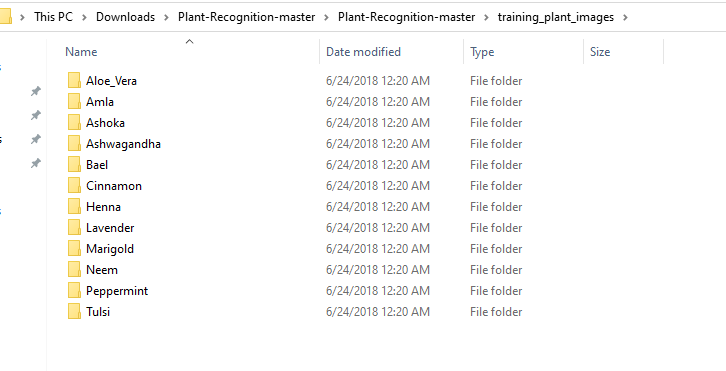 This PC > Downloads > Plant-Recognition-master > Plant-Recognition-master > training_plant_images >
Name Date modified Type Size
Aloe_Vera 6/24/2018 12:20 AM File folder
Amla 6/24/2018 12:20 AM File folder
Ashoka 6/24/2018 12:20 AM File folder
Ashwagandha 6/24/2018 12:20 AM File folder
Bael 6/24/2018 12:20 AM File folder
Cinnamon 6/24/2018 12:20 AM File folder
Henna 6/24/2018 12:20 AM File folder
Lavender 6/24/2018 12:20 AM File folder
Marigold 6/24/2018 12:20 AM File folder
Neem 6/24/2018 12:20 AM File folder
Peppermint 6/24/2018 12:20 AM File folder
Tulsi 6/24/2018 12:20 AM File folder